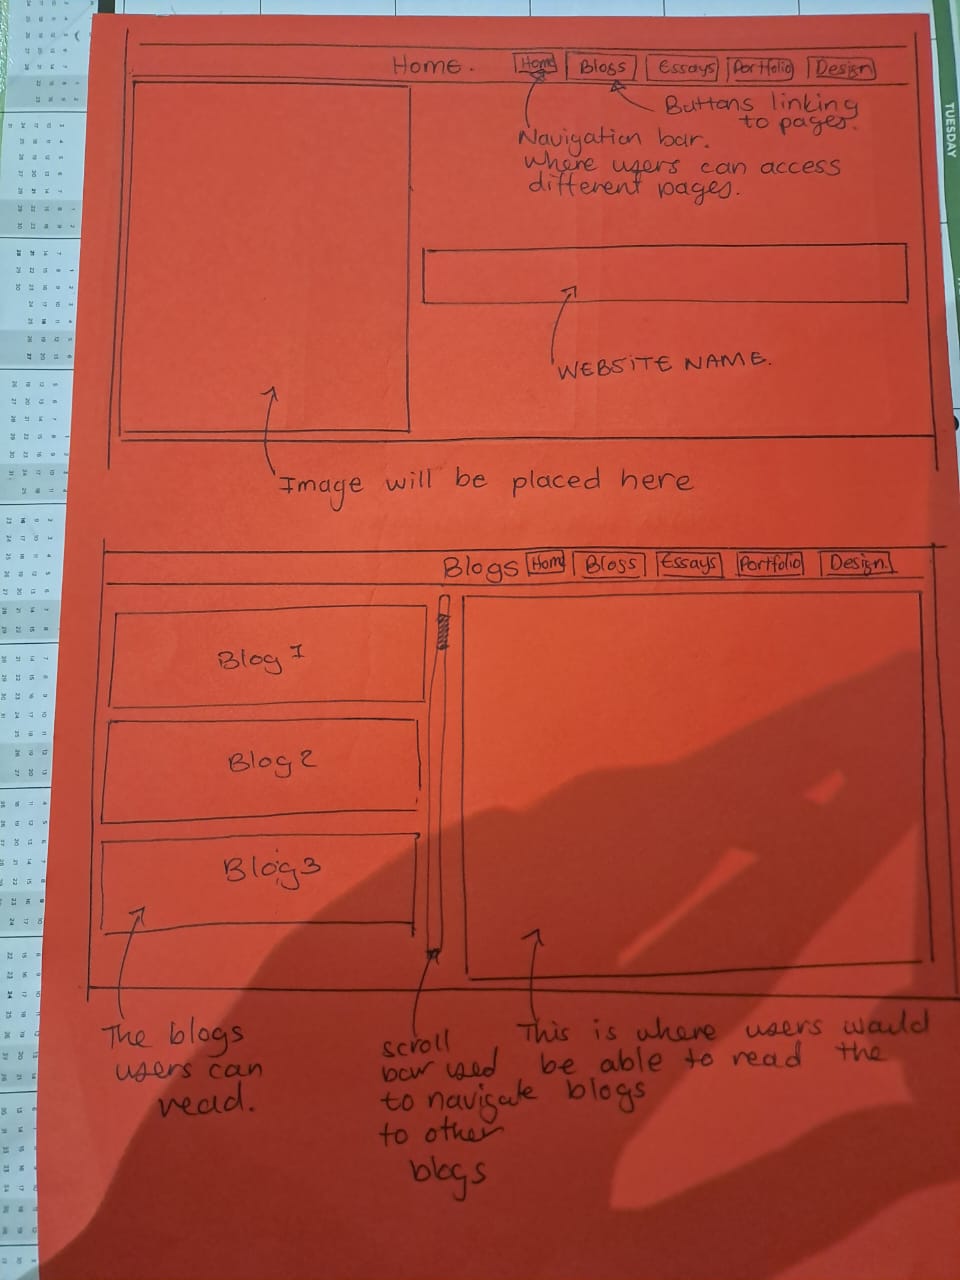 Home.
Home
Blogs
Essays
Portfolio
Design
Buttons linking
to pages.
Navigation bar.
where users can access
different pages.
WEBSITE NAME.
Image will be placed here
Blogs
Home
Blogs
Essays
Portfolio
Design.
Blog 1
Blog 2
Blog 3
The blogs
users can
read.
scroll
bar used
to navigate
to other
blogs
This is where users would
be able to read the
blogs
TUESDAY